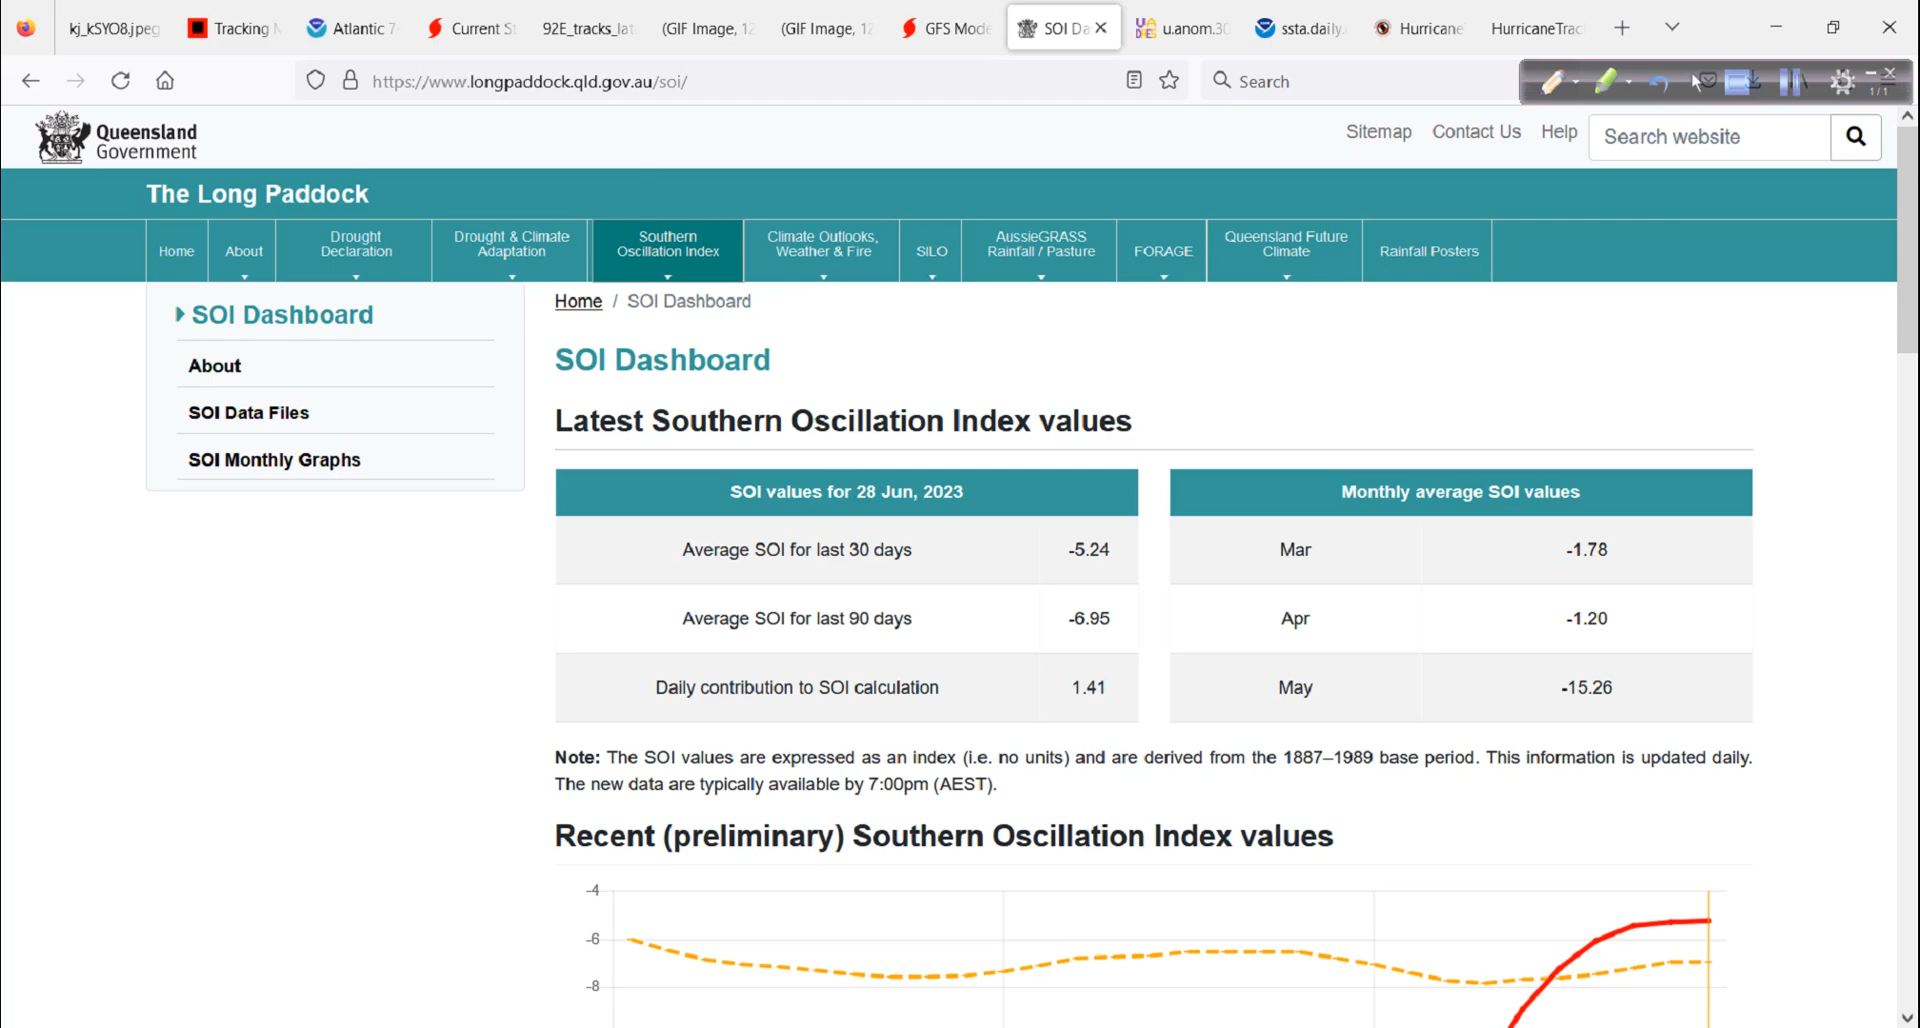 kj_kSYO8.jpeg
Tracking
Atlantic 7-
Current St
92E_tracks_lat
(GIF Image, 12
(GIF Image, 12
GFS Mode
SOI Da
u.anom.30
ssta.daily.
Hurricane
HurricaneTrac
https://www.longpaddock.qld.gov.au/soi/
Search
1/1
Queensland
Government
Sitemap
Contact Us
Help
Search website
The Long Paddock
Home
About
Drought
Declaration
Drought & Climate
Adaptation
Southern
Oscillation Index
Climate Outlooks,
Weather & Fire
SILO
AussieGRASS
Rainfall / Pasture
FORAGE
Queensland Future
Climate
Rainfall Posters
SOI Dashboard
About
SOI Data Files
SOI Monthly Graphs
Home / SOI Dashboard
SOI Dashboard
Latest Southern Oscillation Index values
SOI values for 28 Jun, 2023
Average SOI for last 30 days -5.24
Average SOI for last 90 days -6.95
Daily contribution to SOI calculation 1.41
Monthly average SOI values
Mar -1.78
Apr -1.20
May -15.26
Note: The SOI values are expressed as an index (i.e. no units) and are derived from the 1887–1989 base period. This information is updated daily.
The new data are typically available by 7:00pm (AEST).
Recent (preliminary) Southern Oscillation Index values
-4
-6
-8